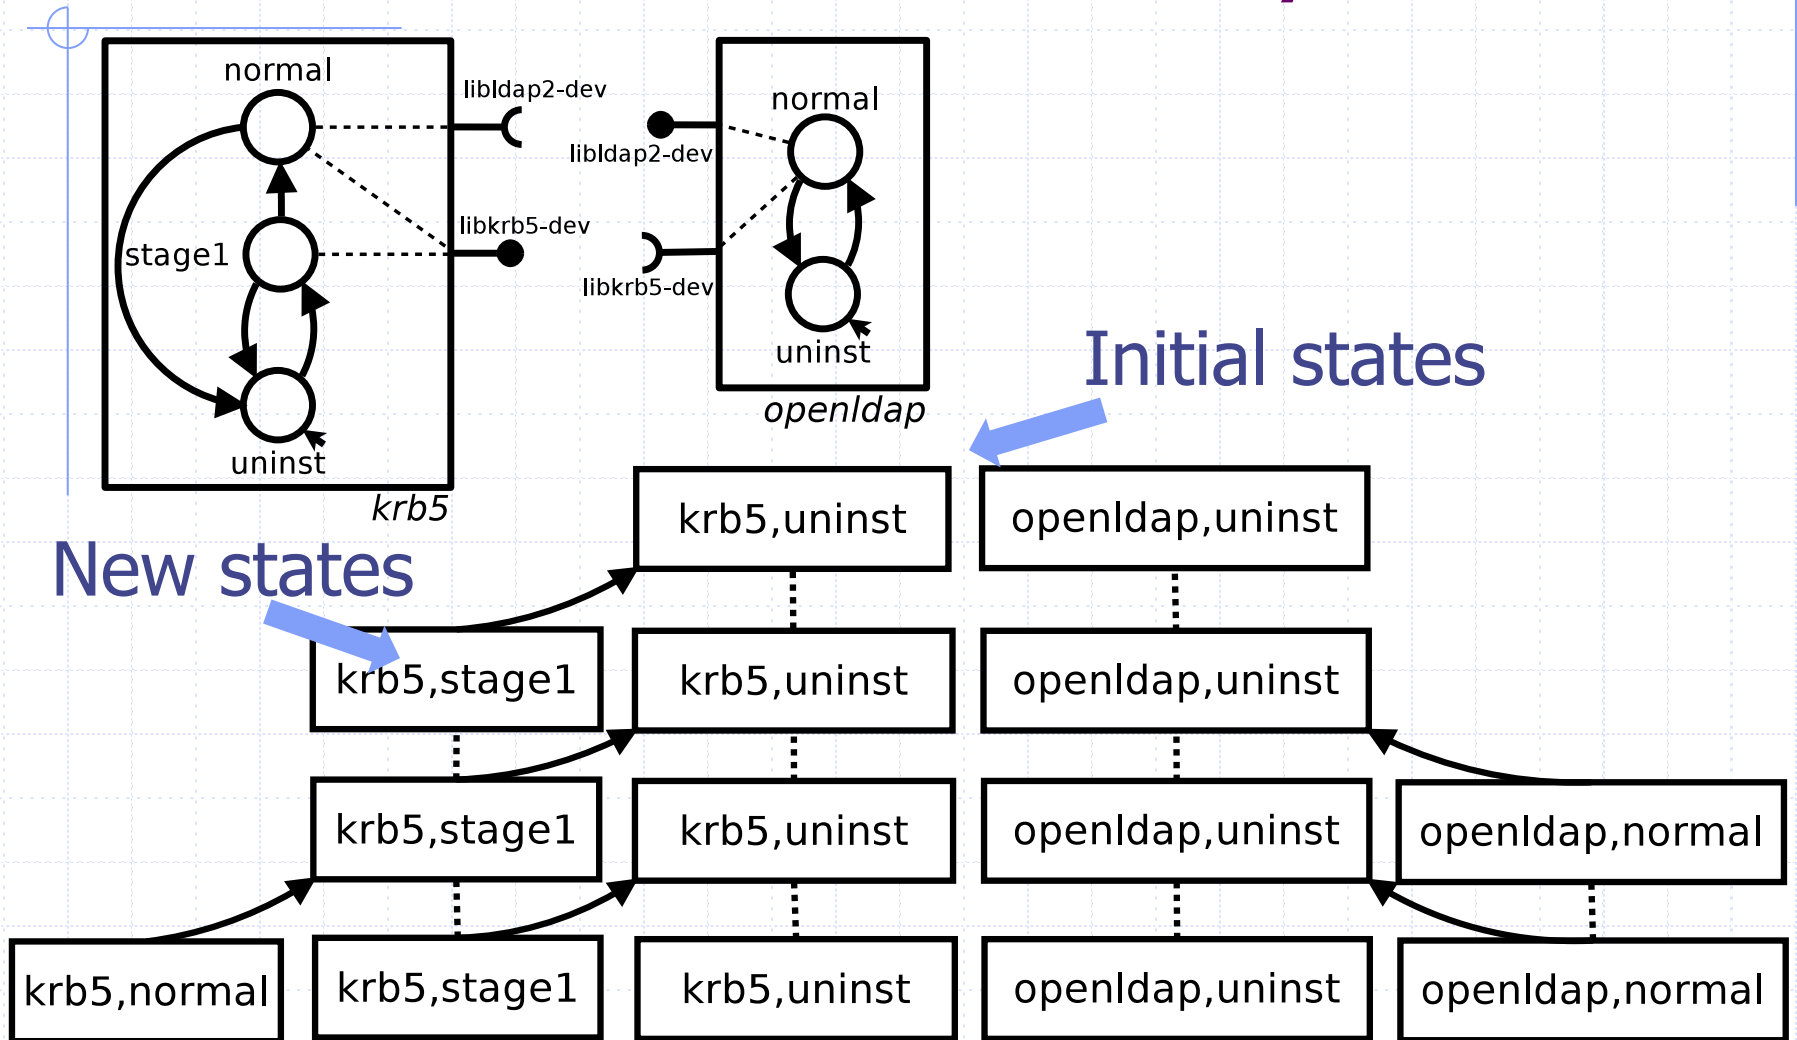 normal
libldap2-dev
normal
libldap2-dev
libkrb5-dev
stage1
libkrb5-dev
uninst
Initial states
openldap
uninst
krb5
krb5,uninst
openldap,uninst
New states
krb5,stage1
krb5,uninst
openldap,uninst
krb5,stage1
krb5,uninst
openldap,uninst
openldap,normal
krb5,normal
krb5,stage1
krb5,uninst
openldap,uninst
openldap,normal